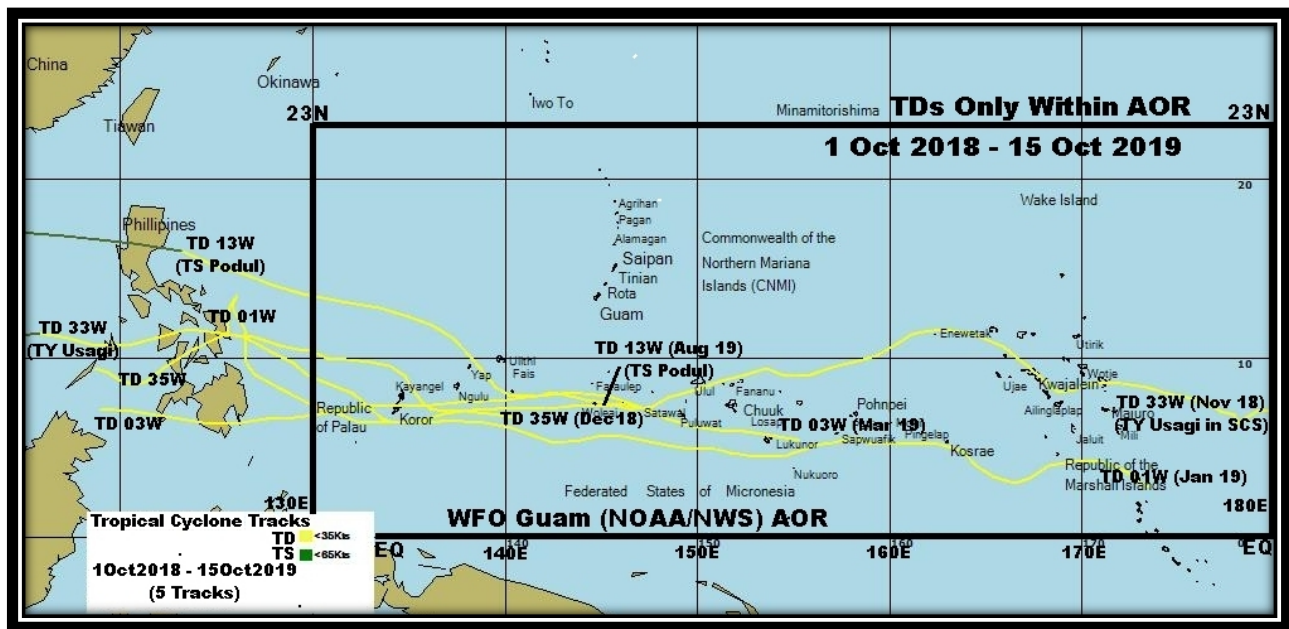 China
Okinawa
Iwo To
Minamitorishima
TDs Only Within AOR
23N
23N
Tiawan
1 Oct 2018 - 15 Oct 2019
20
Wake Island
Agrihan
Pagan
Alamagan
Saipan
Tinian
Rota
Guam
Commonwealth of the
Northern Mariana
Islands (CNMI)
Phillipines
TD 13W
(TS Podul)
TD 01W
TD 33W
(TY Usagi)
TD 35W
TD 03W
TD 13W (Aug 19)
(TS Podul)
Enewetak
Utirik
10
Ulithi
Fais
Yap
Ngulu
Kayangel
Koror
Republic
of Palau
Faraulep
Woleai
Satawal
Puluwat
Ulul
Fananu
Chuuk
Losap
Lukunor
Nukuoro
TD 35W (Dec18)
TD 03W (Mar 19)
Pohnpei
Sapwuafik
Pingelap
Kosrae
Ujae
Kwajalein
Wotje
Ailinglaplap
Majuro
Mili
Jaluit
TD 33W (Nov 18)
(TY Usagi in SCS)
Republic of the
Marshall Islands
TD 01W (Jan 19)
Federated States of Micronesia
WFO Guam (NOAA/NWS) AOR
130E
180E
EQ
140
140E
150
150E
160
160E
170
170E
0
EQ
Tropical Cyclone Tracks
TD <35Kts
TS <65Kts
1Oct2018 - 15Oct2019
(5 Tracks)